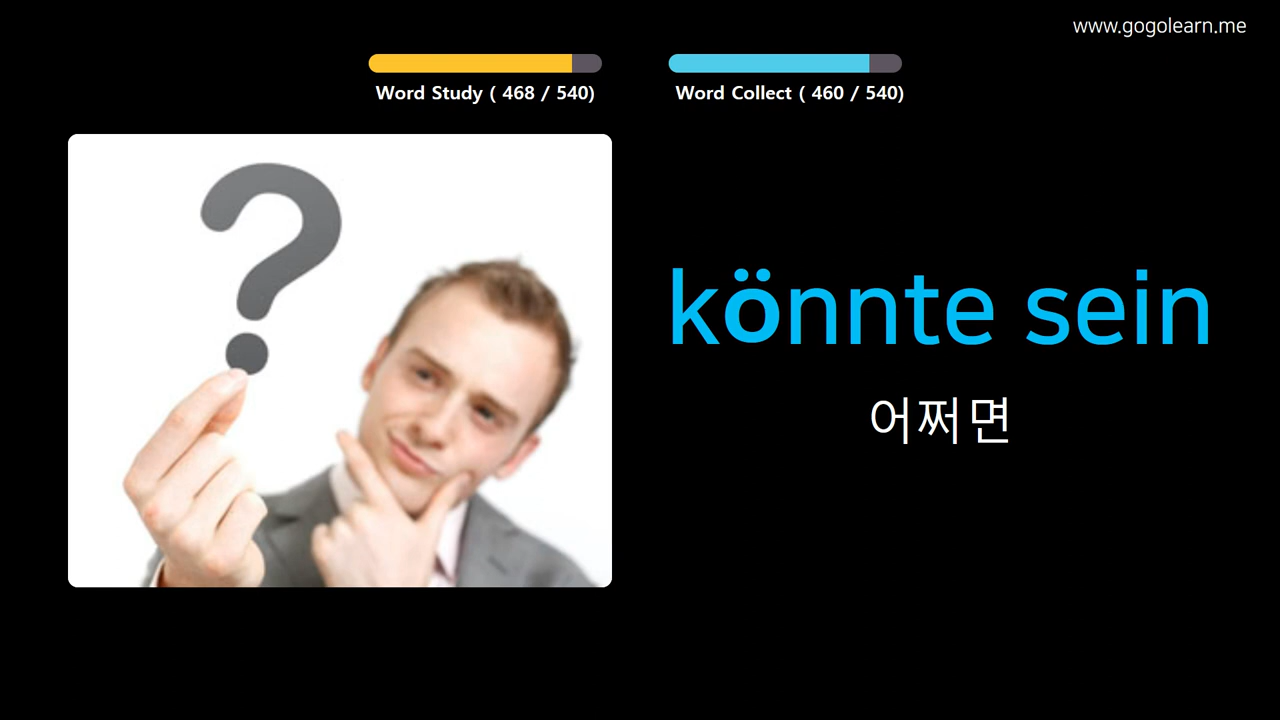 www.gogolearn.me
Word Study ( 468 / 540)
Word Collect ( 460 / 540)
?
könnte sein
어쩌면